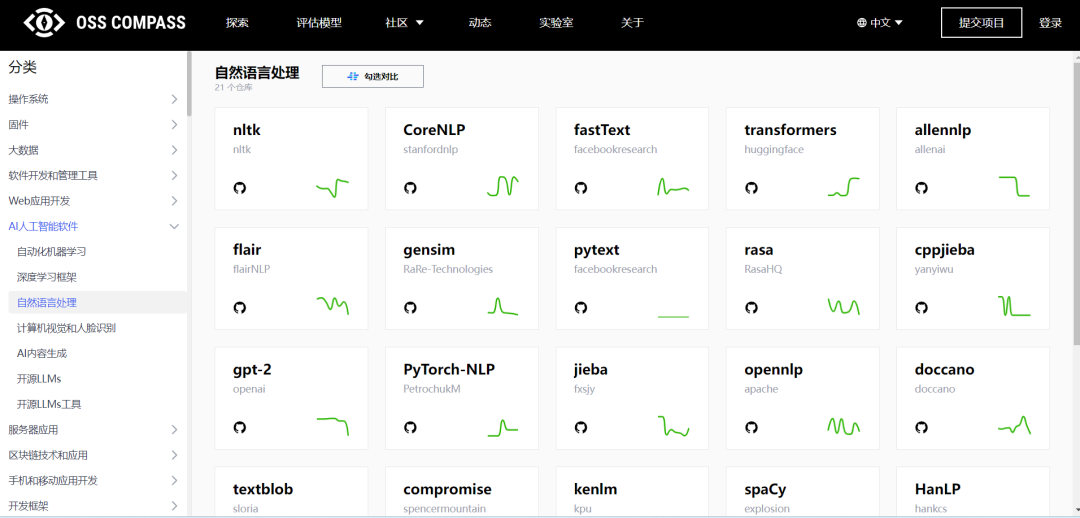 OSS COMPASS 探索 评估模型 社区 动态 实验室 关于 中文 提交项目 登录
分类
操作系统
固件
大数据
软件开发和管理工具
Web应用开发
AI人工智能软件
自动化机器学习
深度学习框架
自然语言处理
计算机视觉和人脸识别
AI内容生成
开源LLMs
开源LLMs工具
服务器应用
区块链技术和应用
手机和移动应用开发
开发框架
自然语言处理 勾选对比
21 个仓库
nltk CoreNLP fastText transformers allennlp
nltk stanfordnlp facebookresearch huggingface allenai
flair gensim pytext rasa cppjieba
flairNLP RaRe-Technologies facebookresearch RasaHQ yanyiwu
gpt-2 PyTorch-NLP jieba opennlp doccano
openai PetrochukM fxsjy apache doccano
textblob compromise kenlm spaCy HanLP
sloria spencermountain kpu explosion hankcs